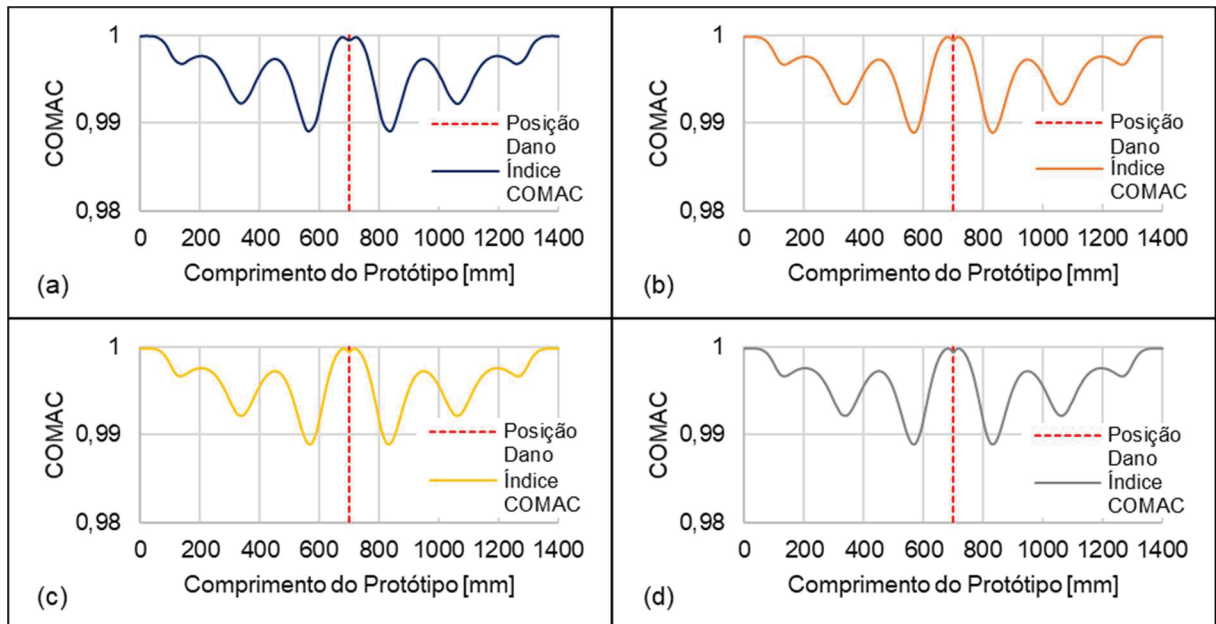 1
0,99
0,98
COMAC
Posição
Dano
Índice
COMAC
0 200 400 600 800 1000 1200 1400
Comprimento do Protótipo [mm]
(a)
1
0,99
0,98
COMAC
Posição
Dano
Índice
COMAC
0 200 400 600 800 1000 1200 1400
Comprimento do Protótipo [mm]
(b)
1
0,99
0,98
COMAC
Posição
Dano
Índice
COMAC
0 200 400 600 800 1000 1200 1400
Comprimento do Protótipo [mm]
(c)
1
0,99
0,98
COMAC
Posição
Dano
Índice
COMAC
0 200 400 600 800 1000 1200 1400
Comprimento do Protótipo [mm]
(d)